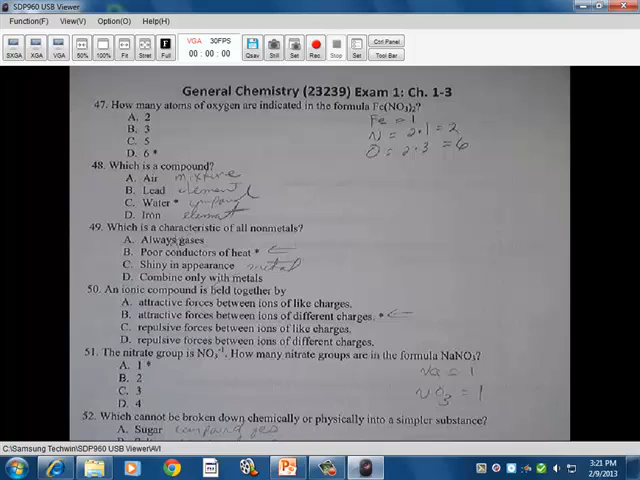 SDP960 USB Viewer
Function(F) View(V) Option(O) Help(H)
VGA 30FPS
00 : 00 : 00
SXGA XGA VGA 50% 100% Fit Stret Full Qsav Still Set Rec Stop Set Ctrl Panel Tool Bar
General Chemistry (23239) Exam 1: Ch. 1-3
47. How many atoms of oxygen are indicated in the formula Fe(NO3)2?
Fe = 1
A. 2
N = 2·1 = 2
B. 3
O = 2·3 = 6
C. 5
D. 6 *
48. Which is a compound?
A. Air mixture
B. Lead element
C. Water * compound
D. Iron element
49. Which is a characteristic of all nonmetals?
A. Always gases
B. Poor conductors of heat *
C. Shiny in appearance metal
D. Combine only with metals
50. An ionic compound is held together by
A. attractive forces between ions of like charges.
B. attractive forces between ions of different charges. *
C. repulsive forces between ions of like charges.
D. repulsive forces between ions of different charges.
51. The nitrate group is NO3-1. How many nitrate groups are in the formula NaNO3?
A. 1 *
Na = 1
B. 2
C. 3
NO3 = 1
D. 4
52. Which cannot be broken down chemically or physically into a simpler substance?
A. Sugar compound yes
C:\Samsung Techwin\SDP960 USB Viewer\AVI
3:21 PM
2/9/2013